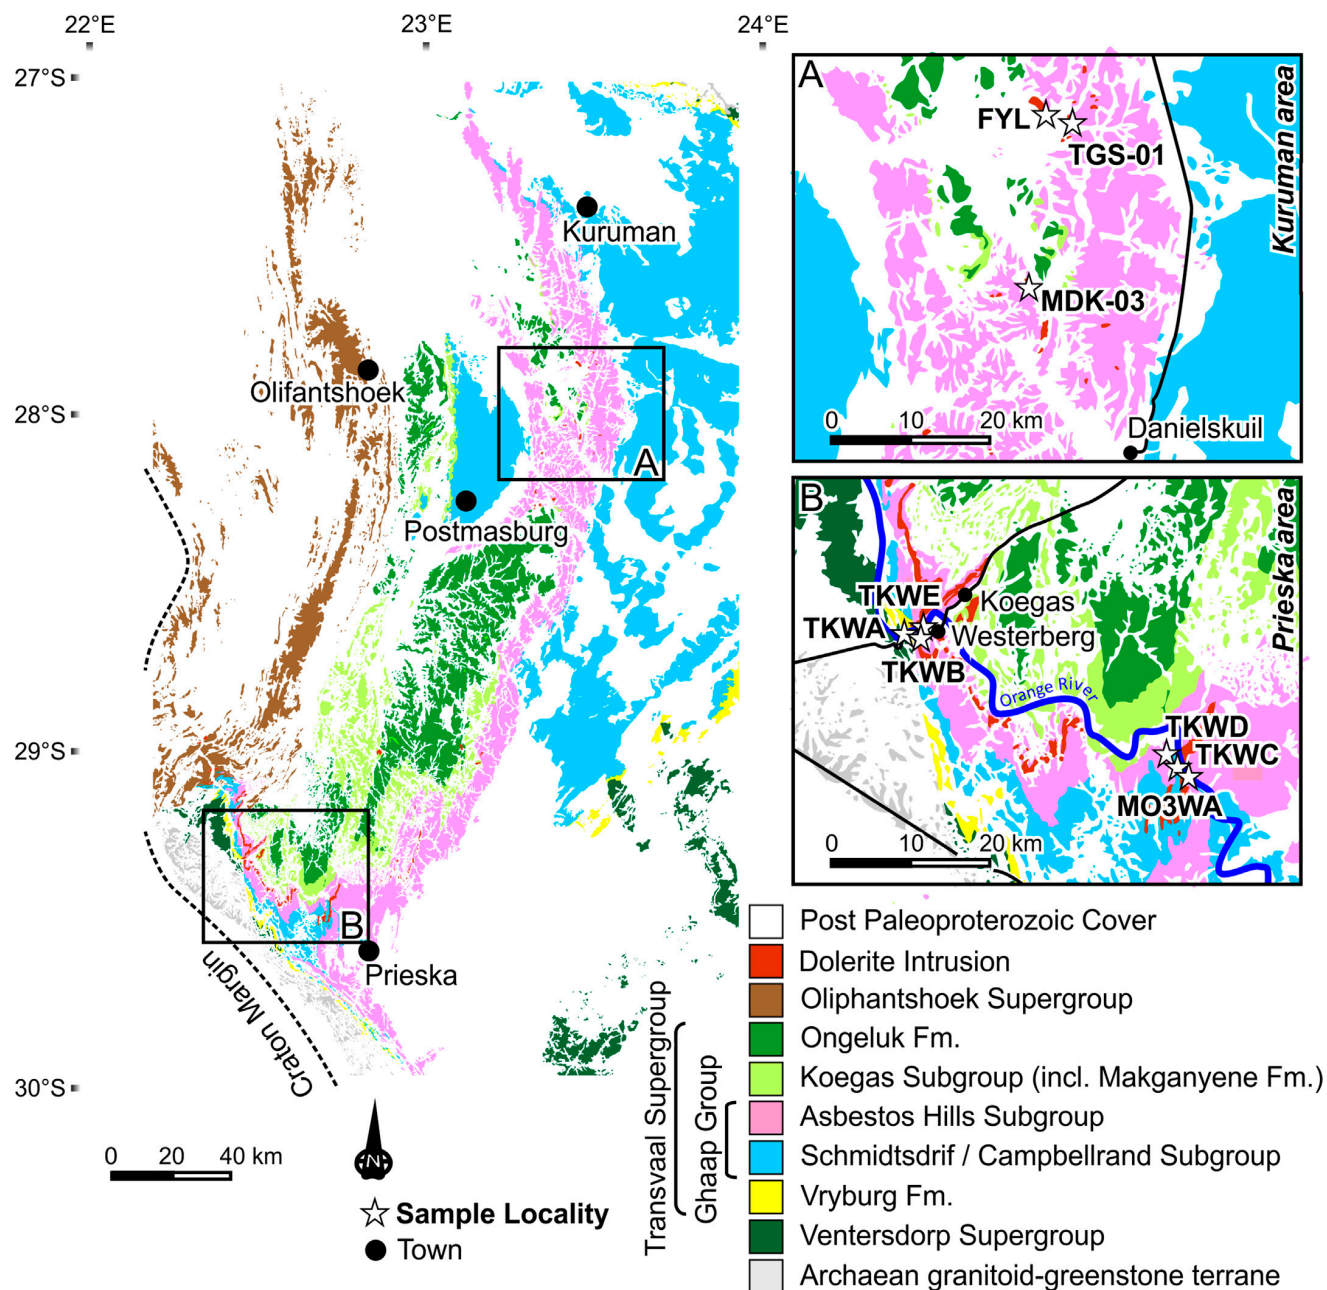 22°E
23°E
24°E
27°S
28°S
29°S
30°S
Kuruman
Olifantshoek
Postmasburg
A
B
Prieska
Craton Margin
0 20 40 km
N
Sample Locality
Town
A
Kuruman area
FYL
TGS-01
MDK-03
0 10 20 km
Danielskuil
B
Prieska area
TKWE
Koegas
TKWA
Westerberg
TKWB
Orange River
TKWD
TKWC
MO3WA
0 10 20 km
Transvaal Supergroup
Ghaap Group
Post Paleoproterozoic Cover
Dolerite Intrusion
Oliphantshoek Supergroup
Ongeluk Fm.
Koegas Subgroup (incl. Makganyene Fm.)
Asbestos Hills Subgroup
Schmidtsdrif / Campbellrand Subgroup
Vryburg Fm.
Ventersdorp Supergroup
Archaean granitoid-greenstone terrane